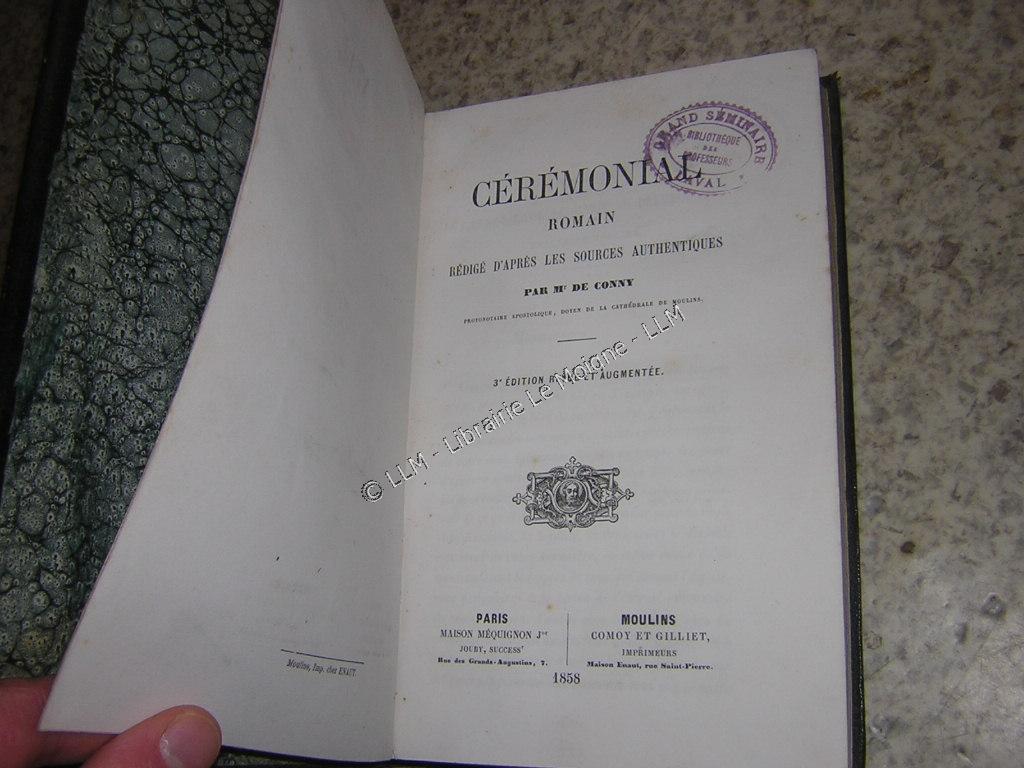 GRAND SÉMINAIRE
BIBLIOTHÈQUE
DES
PROFESSEURS
LAVAL
CÉRÉMONIAL
ROMAIN
RÉDIGÉ D'APRÈS LES SOURCES AUTHENTIQUES
PAR Mr DE CONNY
PROTONOTAIRE APOSTOLIQUE, DOYEN DE LA CATHÉDRALE DE MOULINS.
3e ÉDITION ET AUGMENTÉE.
© LLM - Librairie Le Moigne - LLM
PARIS
MAISON MÉQUIGNON Jne
JOUBY, SUCCESSr
Rue des Grands-Augustins, 7.
MOULINS
COMOY ET GILLIET,
IMPRIMEURS
Maison Enaut, rue Saint-Pierre.
1858
Moulins, Imp. chez ENAUT.